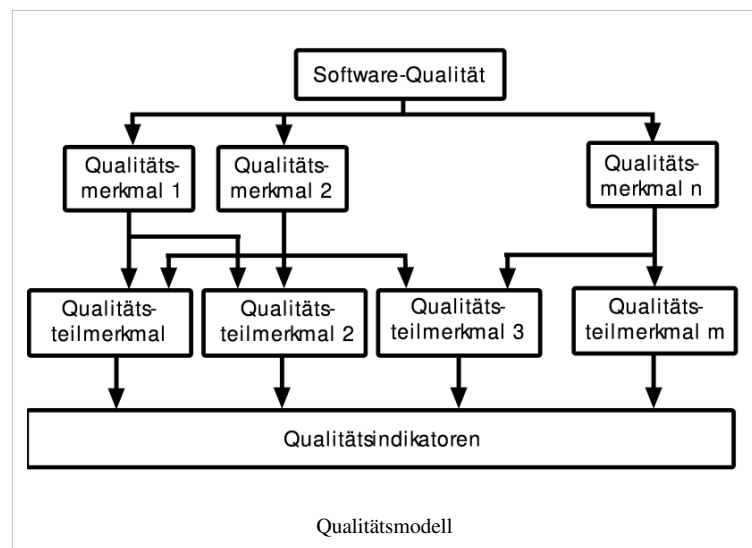 Software-Qualität
Qualitäts-
merkmal 1
Qualitäts-
merkmal 2
Qualitäts-
merkmal n
Qualitäts-
teilmerkmal
Qualitäts-
teilmerkmal 2
Qualitäts-
teilmerkmal 3
Qualitäts-
teilmerkmal m
Qualitätsindikatoren
Qualitätsmodell